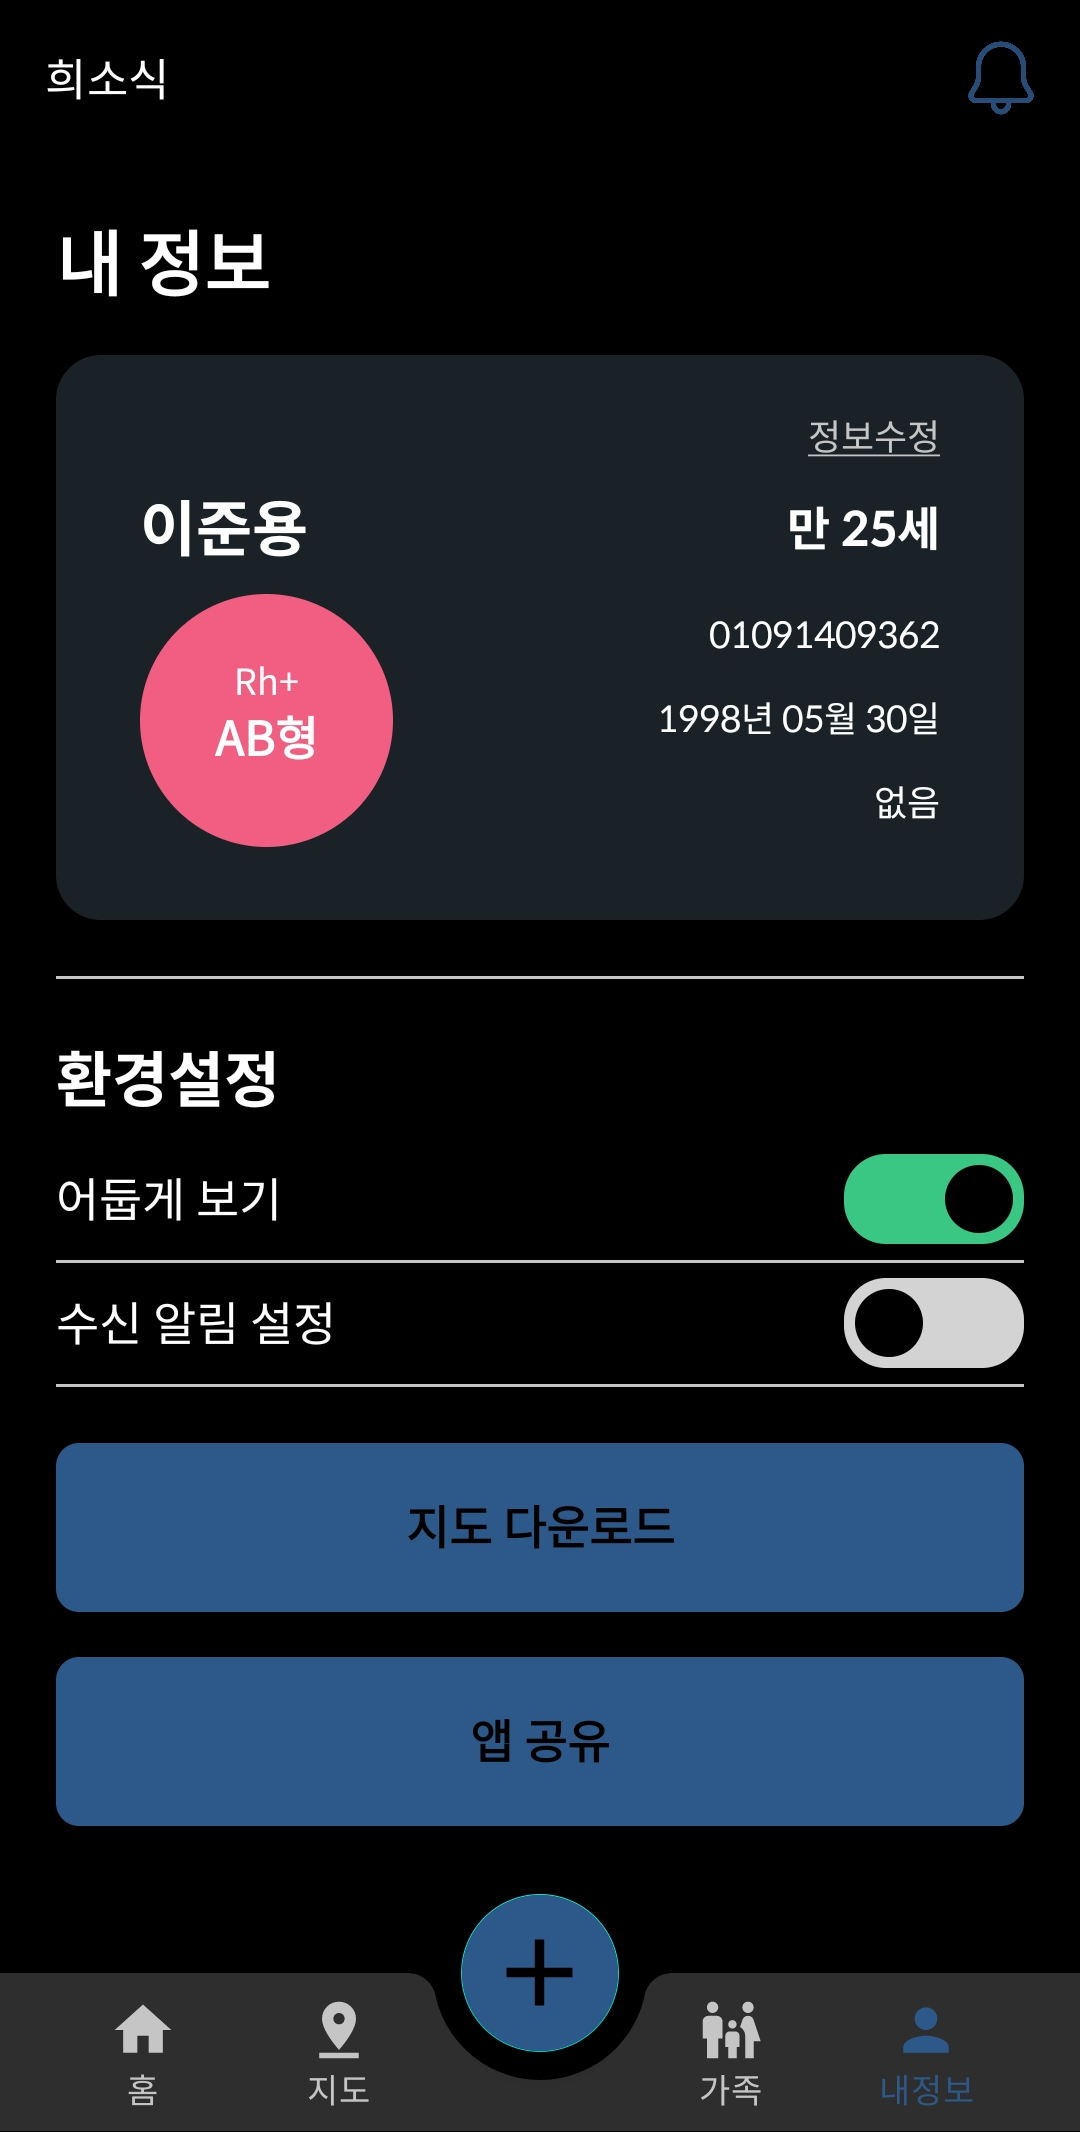 희소식
내 정보
정보수정
이준용
만 25세
Rh+
AB형
01091409362
1998년 05월 30일
없음
환경설정
어둡게 보기
수신 알림 설정
지도 다운로드
앱 공유
홈
지도
가족
내정보